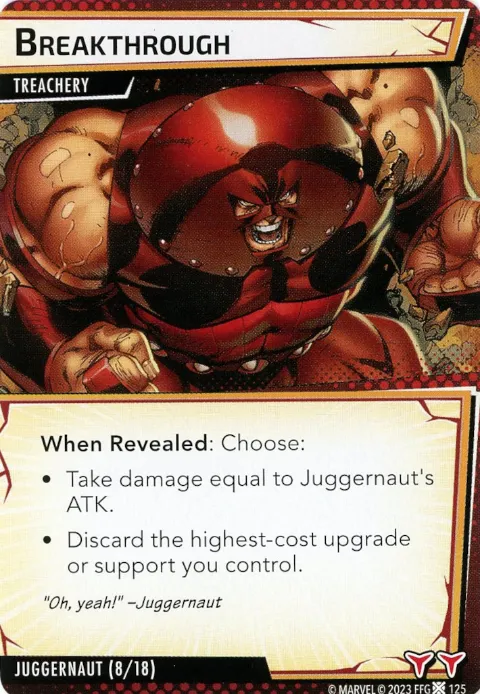 BREAKTHROUGH
TREACHERY
When Revealed: Choose:
• Take damage equal to Juggernaut's
ATK.
• Discard the highest-cost upgrade
or support you control.
"Oh, yeah!" –Juggernaut
JUGGERNAUT (8/18)
© MARVEL © 2023 FFG 125